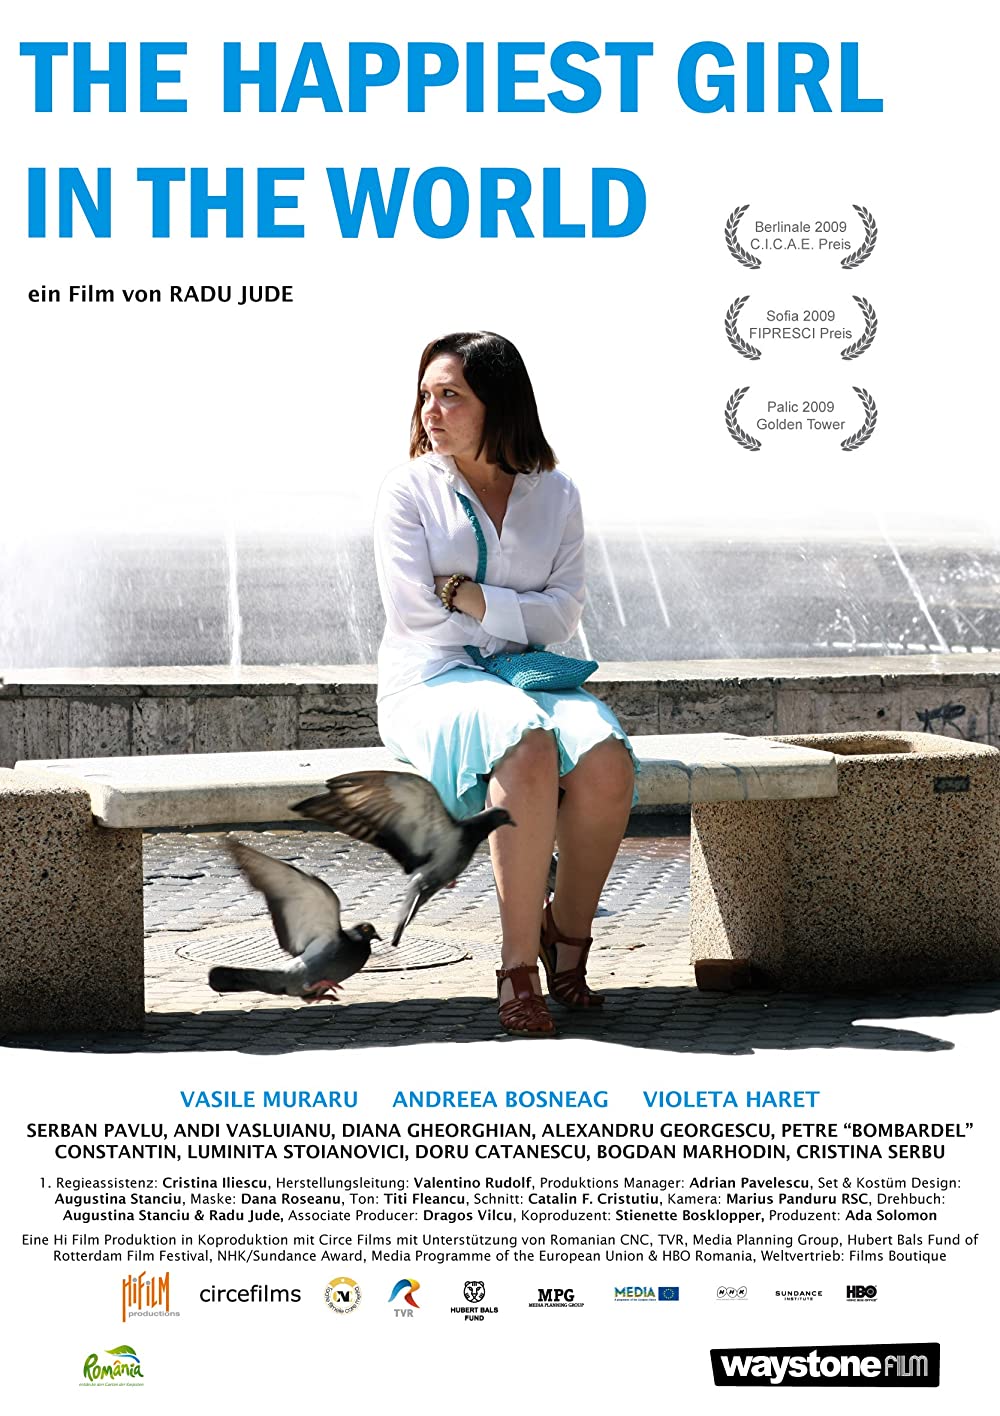 THE HAPPIEST GIRL
IN THE WORLD
ein Film von RADU JUDE
Berlinale 2009
C.I.C.A.E. Preis
Sofia 2009
FIPRESCI Preis
Palic 2009
Golden Tower
VASILE MURARU ANDREEA BOSNEAG VIOLETA HARET
SERBAN PAVLU, ANDI VASLUIANU, DIANA GHEORGHIAN, ALEXANDRU GEORGESCU, PETRE “BOMBARDEL”
CONSTANTIN, LUMINITA STOIANOVICI, DORU CATANESCU, BOGDAN MARHODIN, CRISTINA SERBU
1. Regieassistenz: Cristina Iliescu, Herstellungsleitung: Valentino Rudolf, Produktions Manager: Adrian Pavelescu, Set & Kostüm Design:
Augustina Stanciu, Maske: Dana Roseanu, Ton: Titi Fleancu, Schnitt: Catalin F. Cristutiu, Kamera: Marius Panduru RSC, Drehbuch:
Augustina Stanciu & Radu Jude, Associate Producer: Dragos Vilcu, Koproduzent: Stienette Bosklopper, Produzent: Ada Solomon
Eine Hi Film Produktion in Koproduktion mit Circe Films mit Unterstützung von Romanian CNC, TVR, Media Planning Group, Hubert Bals Fund of
Rotterdam Film Festival, NHK/Sundance Award, Media Programme of the European Union & HBO Romania, Weltvertrieb: Films Boutique
HiFiLM
productions
circefilms
TVR
HUBERT BALS
FUND
MPG
MEDIA PLANNING GROUP
MEDIA
NHK
SUNDANCE
INSTITUTE
HBO
România
waystoneFILM